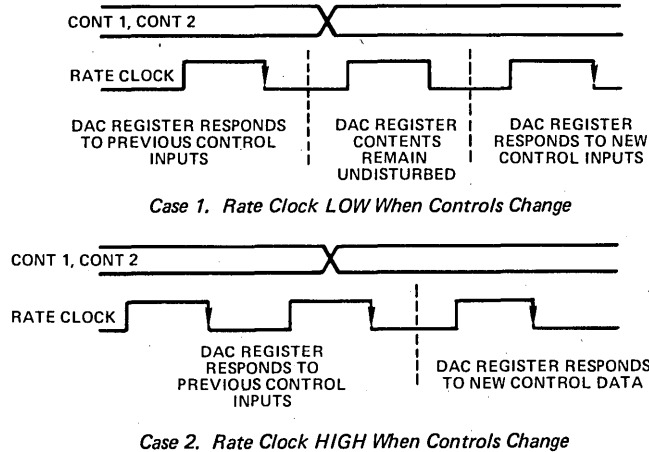 CONT 1, CONT 2
RATE CLOCK
DAC REGISTER RESPONDS
TO PREVIOUS CONTROL
INPUTS
DAC REGISTER
CONTENTS
REMAIN
UNDISTURBED
DAC REGISTER
RESPONDS TO NEW
CONTROL INPUTS
Case 1. Rate Clock LOW When Controls Change
CONT 1, CONT 2
RATE CLOCK
DAC REGISTER
RESPONDS TO
PREVIOUS CONTROL
INPUTS
DAC REGISTER RESPONDS
TO NEW CONTROL DATA
Case 2. Rate Clock HIGH When Controls Change